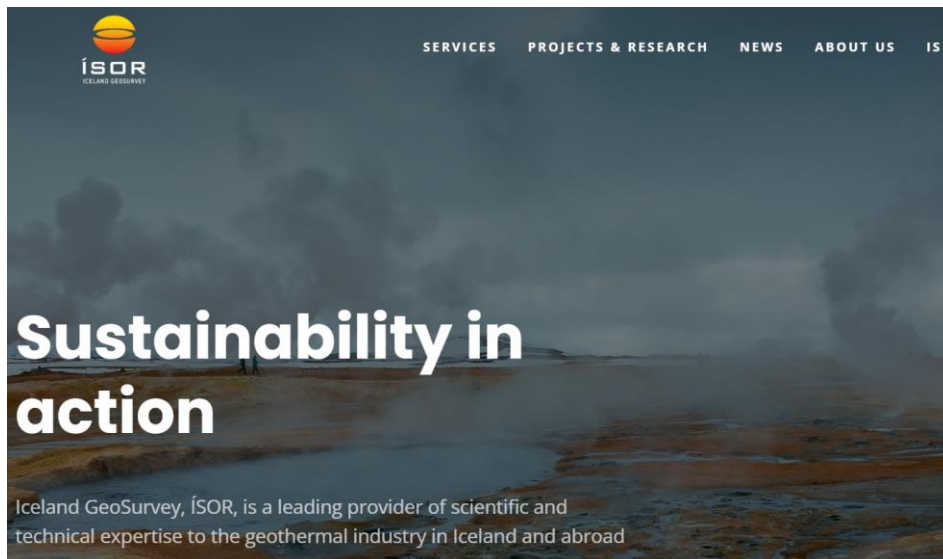 ÍSOR
ICELAND GEOSURVEY
SERVICES PROJECTS & RESEARCH NEWS ABOUT US IS
Sustainability in
action
Iceland GeoSurvey, ÍSOR, is a leading provider of scientific and
technical expertise to the geothermal industry in Iceland and abroad